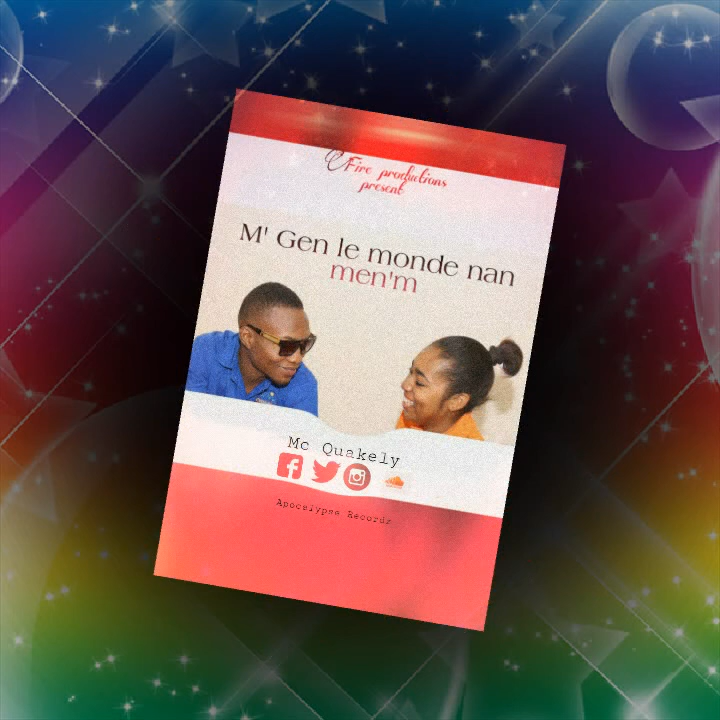 Fire productions
present
M' Gen le monde nan
men'm
Mc Quakely
Apocalypse Records